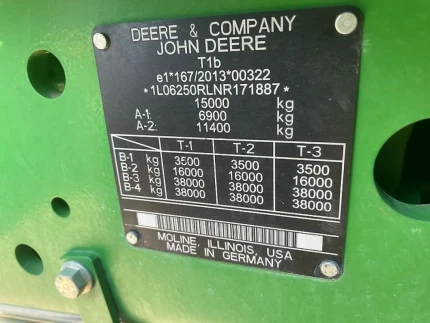 DEERE & COMPANY
JOHN DEERE
T1b
e1*167/2013*00322
*1L06250RLNR171887*
15000 kg
A-1: 6900 kg
A-2: 11400 kg
T-1 T-2 T-3
B-1 kg 3500 3500 3500
B-2 kg 16000 16000 16000
B-3 kg 38000 38000 38000
B-4 kg 38000 38000 38000
MOLINE, ILLINOIS, USA
MADE IN GERMANY